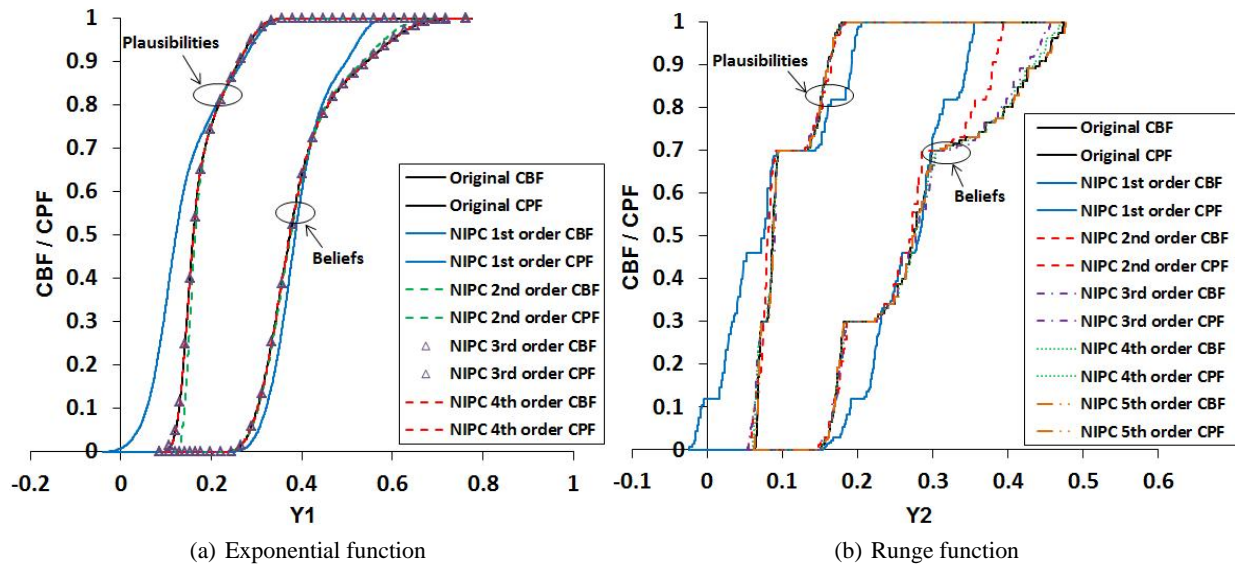 CBF / CPF
1
0.9
0.8
0.7
0.6
0.5
0.4
0.3
0.2
0.1
0
-0.2
0
0.2
0.4
0.6
0.8
1
Y1
Plausibilities
Beliefs
Original CBF
Original CPF
NIPC 1st order CBF
NIPC 1st order CPF
NIPC 2nd order CBF
NIPC 2nd order CPF
NIPC 3rd order CBF
NIPC 3rd order CPF
NIPC 4th order CBF
NIPC 4th order CPF
(a) Exponential function
CBF / CPF
1
0.9
0.8
0.7
0.6
0.5
0.4
0.3
0.2
0.1
0
-0.1
0
0.1
0.2
0.3
0.4
0.5
0.6
Y2
Plausibilities
Beliefs
Original CBF
Original CPF
NIPC 1st order CBF
NIPC 1st order CPF
NIPC 2nd order CBF
NIPC 2nd order CPF
NIPC 3rd order CBF
NIPC 3rd order CPF
NIPC 4th order CBF
NIPC 4th order CPF
NIPC 5th order CBF
NIPC 5th order CPF
(b) Runge function